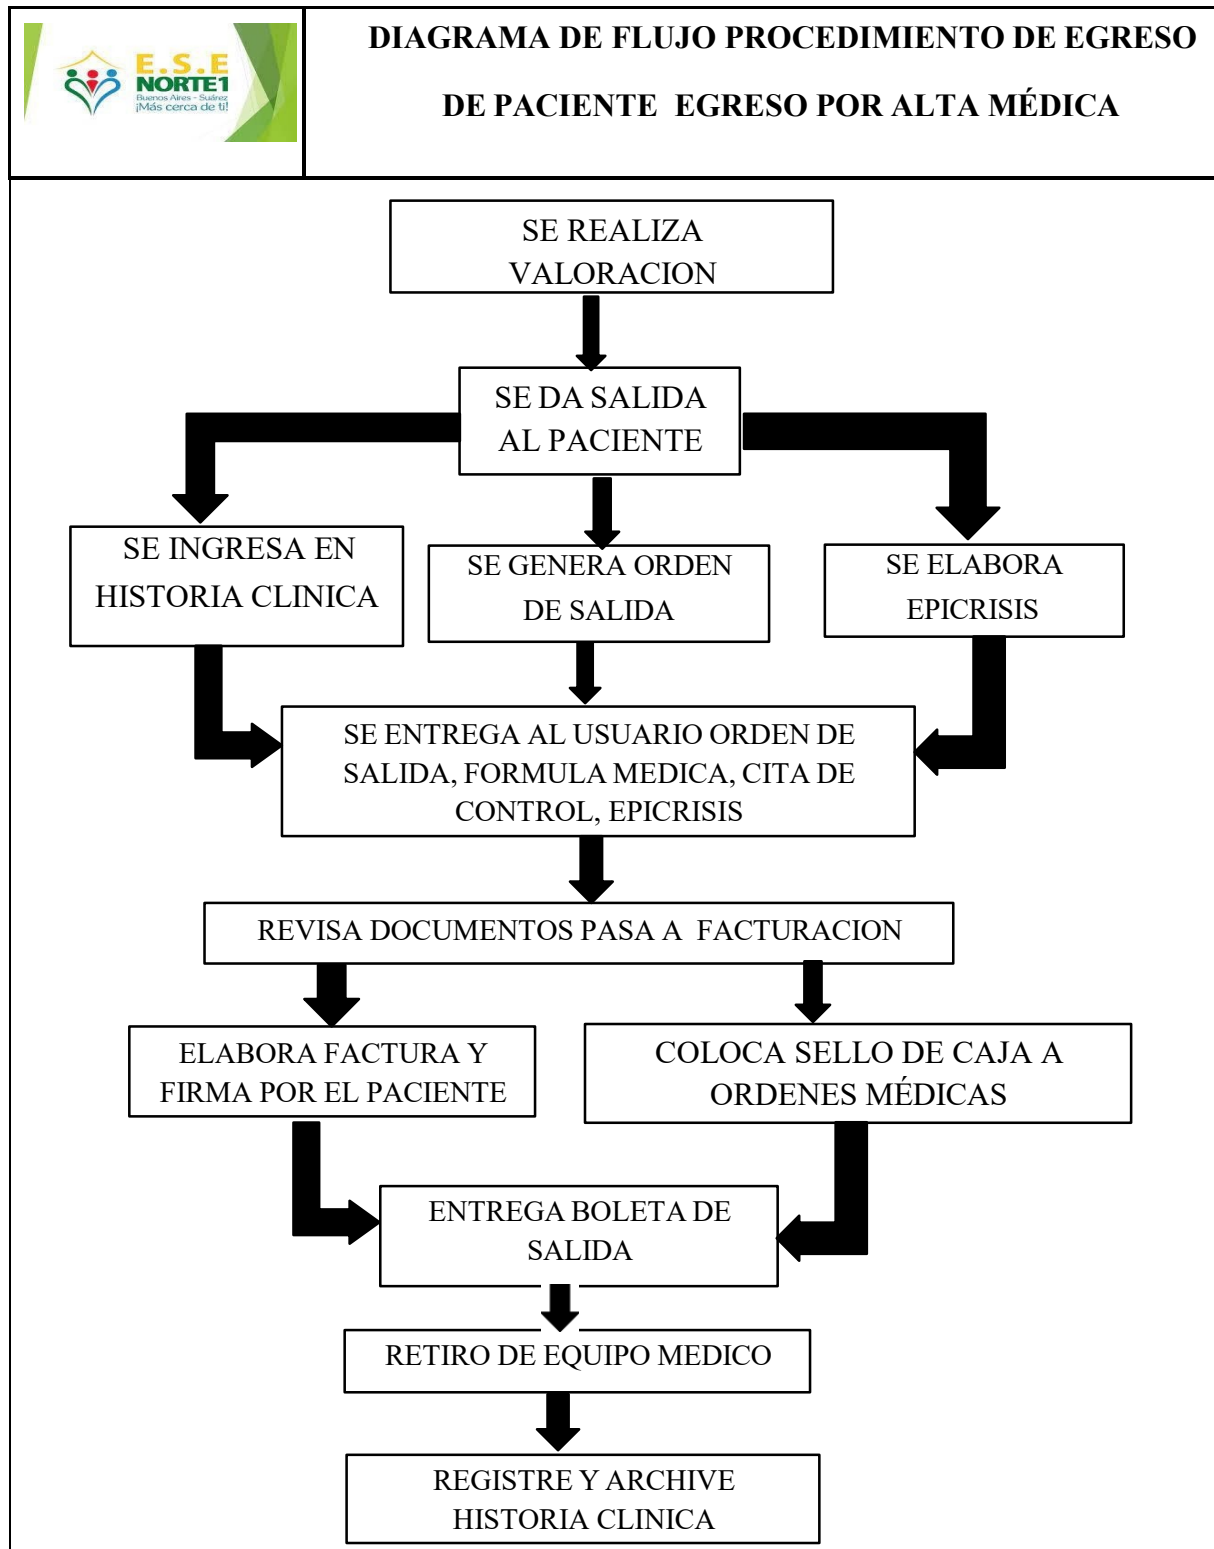 E.S.E
NORTE1
Buenos Aires - Suárez
¡Más cerca de ti!
DIAGRAMA DE FLUJO PROCEDIMIENTO DE EGRESO
DE PACIENTE EGRESO POR ALTA MÉDICA
SE REALIZA
VALORACION
SE DA SALIDA
AL PACIENTE
SE INGRESA EN
HISTORIA CLINICA
SE GENERA ORDEN
DE SALIDA
SE ELABORA
EPICRISIS
SE ENTREGA AL USUARIO ORDEN DE
SALIDA, FORMULA MEDICA, CITA DE
CONTROL, EPICRISIS
REVISA DOCUMENTOS PASA A FACTURACION
ELABORA FACTURA Y
FIRMA POR EL PACIENTE
COLOCA SELLO DE CAJA A
ORDENES MÉDICAS
ENTREGA BOLETA DE
SALIDA
RETIRO DE EQUIPO MEDICO
REGISTRE Y ARCHIVE
HISTORIA CLINICA